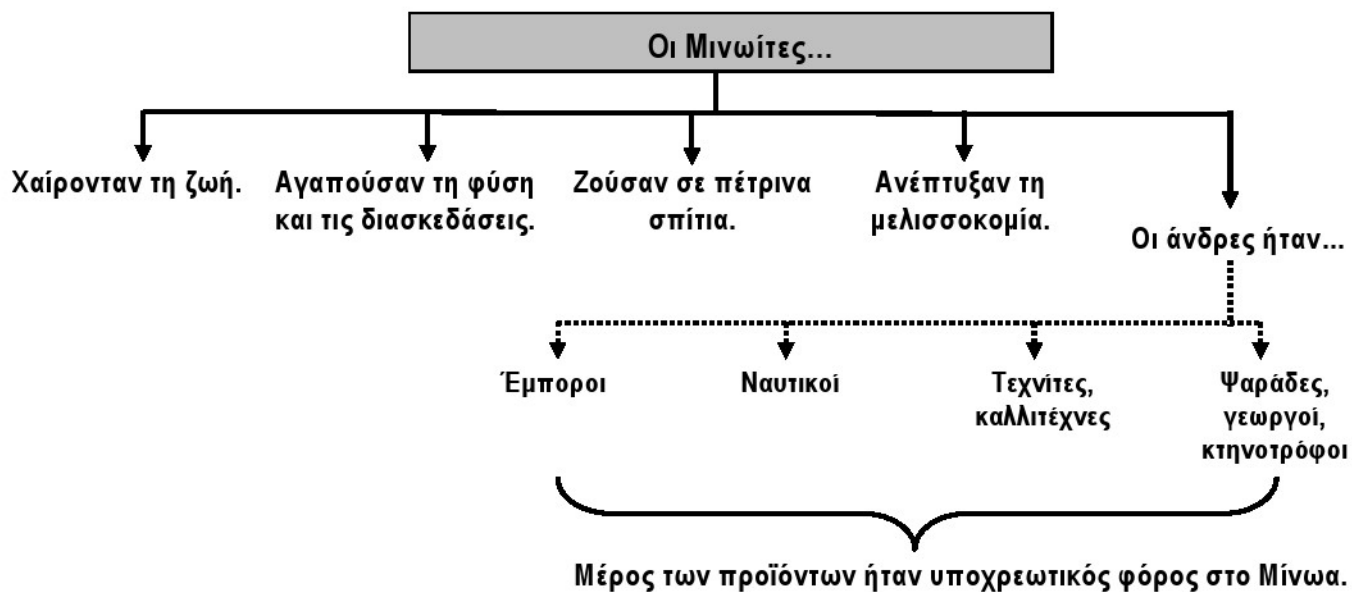 Οι Μινωίτες...
Χαίρονταν τη ζωή.
Αγαπούσαν τη φύση
και τις διασκεδάσεις.
Ζούσαν σε πέτρινα
σπίτια.
Ανέπτυξαν τη
μελισσοκομία.
Οι άνδρες ήταν...
Έμποροι
Ναυτικοί
Τεχνίτες,
καλλιτέχνες
Ψαράδες,
γεωργοί,
κτηνοτρόφοι
Μέρος των προϊόντων ήταν υποχρεωτικός φόρος στο Μίνωα.